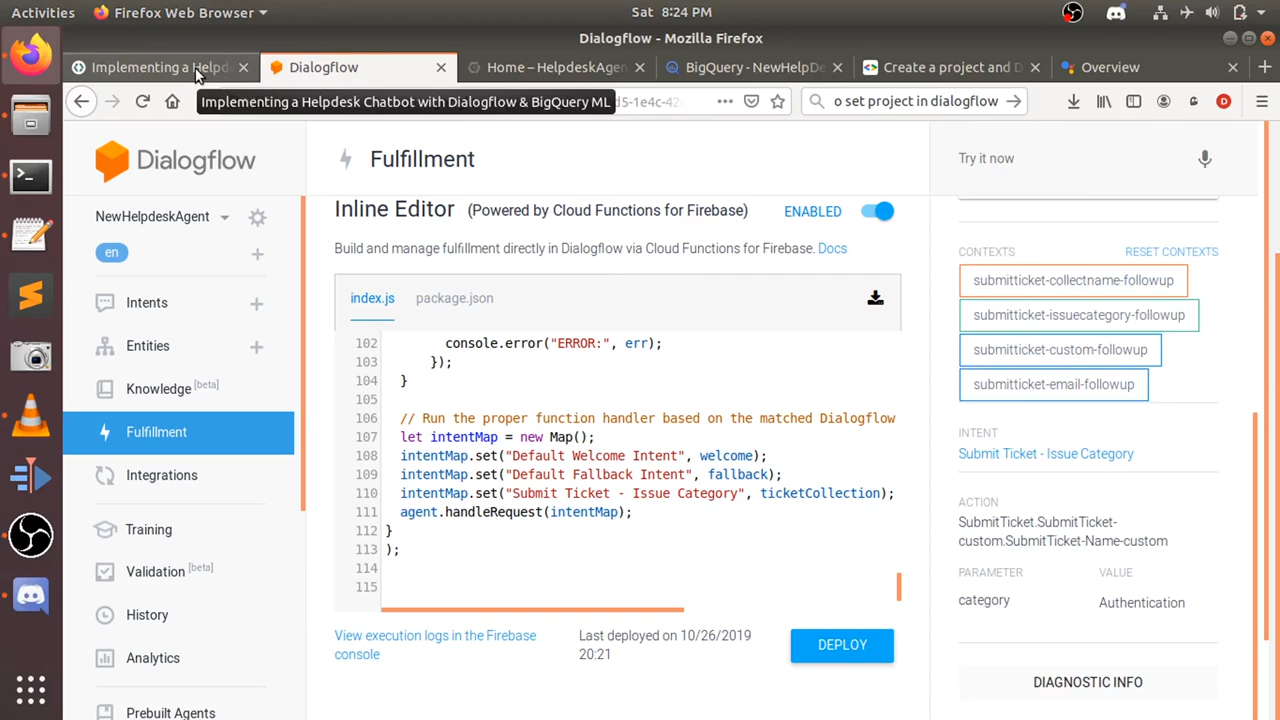 Activities
Firefox Web Browser
Sat 8:24 PM
Dialogflow - Mozilla Firefox
Implementing a Helpd
Dialogflow
Home – HelpdeskAgen
BigQuery - NewHelpDe
Create a project and D
Overview
Implementing a Helpdesk Chatbot with Dialogflow & BigQuery ML
d5-1e4c-42
o set project in dialogflow
Dialogflow
Fulfillment
Try it now
NewHelpdeskAgent
en
Intents
Entities
Knowledge [beta]
Fulfillment
Integrations
Training
Validation [beta]
History
Analytics
Prebuilt Agents
Inline Editor (Powered by Cloud Functions for Firebase) ENABLED
Build and manage fulfillment directly in Dialogflow via Cloud Functions for Firebase. Docs
index.js package.json
102 console.error("ERROR:", err);
103 });
104 }
105
106 // Run the proper function handler based on the matched Dialogflow
107 let intentMap = new Map();
108 intentMap.set("Default Welcome Intent", welcome);
109 intentMap.set("Default Fallback Intent", fallback);
110 intentMap.set("Submit Ticket - Issue Category", ticketCollection);
111 agent.handleRequest(intentMap);
112 }
113 );
114
115
View execution logs in the Firebase
console
Last deployed on 10/26/2019
20:21
DEPLOY
CONTEXTS RESET CONTEXTS
submitticket-collectname-followup
submitticket-issuecategory-followup
submitticket-custom-followup
submitticket-email-followup
INTENT
Submit Ticket - Issue Category
ACTION
SubmitTicket.SubmitTicket-
custom.SubmitTicket-Name-custom
PARAMETER VALUE
category Authentication
DIAGNOSTIC INFO